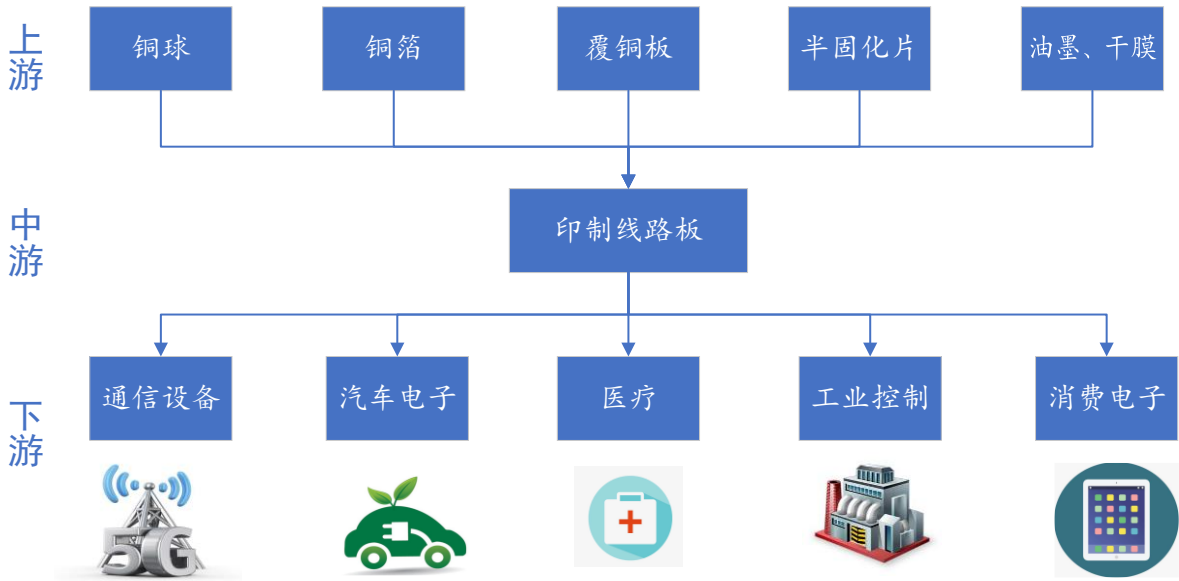 上游
铜球
铜箔
覆铜板
半固化片
油墨、干膜
中游
印制线路板
下游
通信设备
汽车电子
医疗
工业控制
消费电子
5G